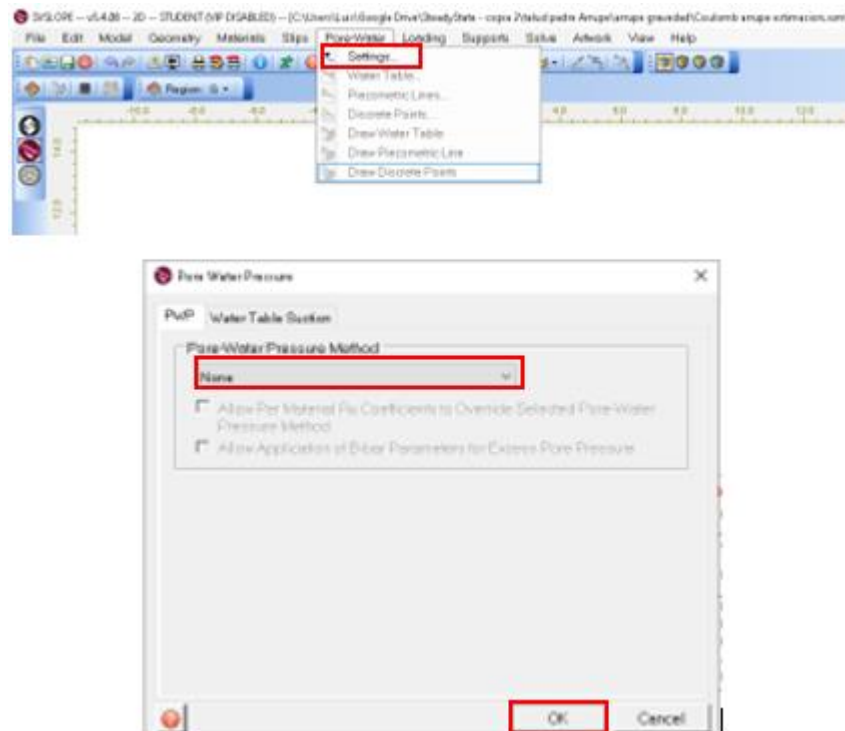 SVSLOPE -- v5.4.08 -- 2D -- STUDENT (WIP DISABLED) -- [C:\Users\Luis\Google Drive\SteadyState - copia 2\talud padre Arrupe\arrupe gravedad\Coulomb arrupe estimacion.svm
File Edit Model Geometry Materials Slips Pore-Water Loading Supports Solve Artwork View Help
Settings...
Water Table...
Piezometric Lines...
Discrete Points...
Draw Water Table
Draw Piezometric Line
Draw Discrete Points
Region:
Pore Water Pressure
PWP Water Table Suction
Pore-Water Pressure Method
None
Allow Per Material Ru Coefficients to Override Selected Pore-Water
Pressure Method
Allow Application of B-bar Parameters for Excess Pore Pressure
OK Cancel